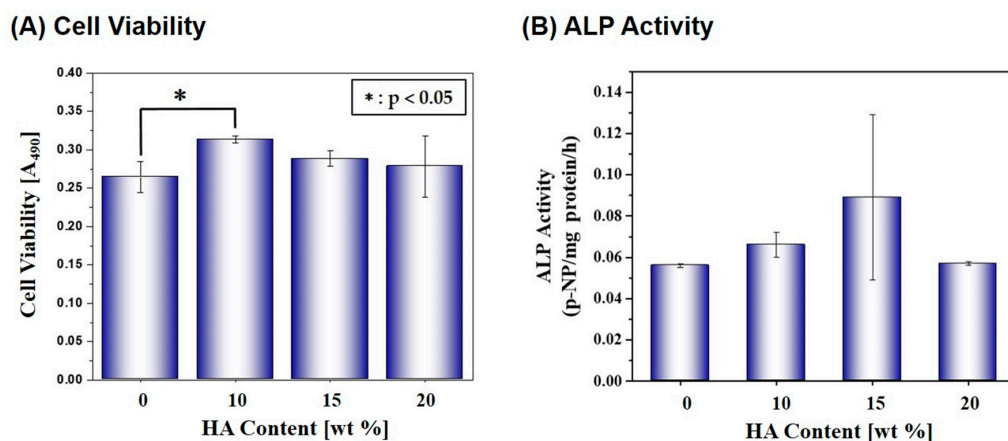 (A) Cell Viability
(B) ALP Activity
Cell Viability [A490]
0.40
0.35
0.30
0.25
0.20
0.15
0.10
0.05
0.00
*
* : p < 0.05
0 10 15 20
HA Content [wt %]
ALP Activity
(p-NP/mg protein/h)
0.14
0.12
0.10
0.08
0.06
0.04
0.02
0.00
0 10 15 20
HA Content [wt %]